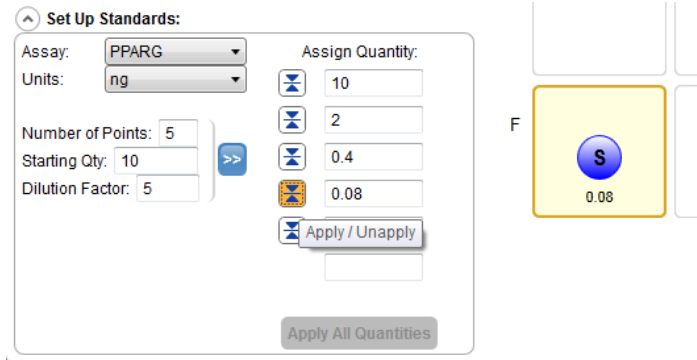 Set Up Standards:
Assay: PPARG
Units: ng
Number of Points: 5
Starting Qty: 10
Dilution Factor: 5
>>
Assign Quantity:
10
2
0.4
0.08
Apply / Unapply
Apply All Quantities
F
S
0.08